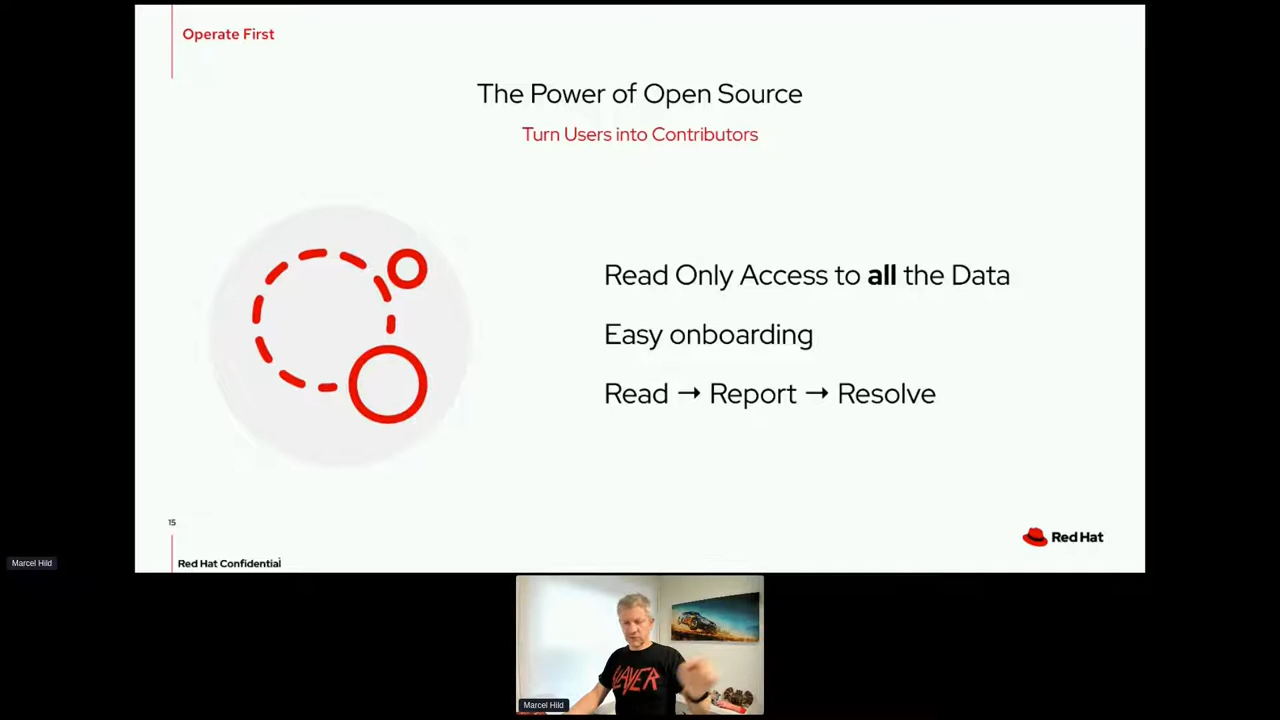 Operate First
The Power of Open Source
Turn Users into Contributors
Read Only Access to all the Data
Easy onboarding
Read → Report → Resolve
15
Red Hat
Red Hat Confidential
Marcel Hild
SLAYER
Marcel Hild